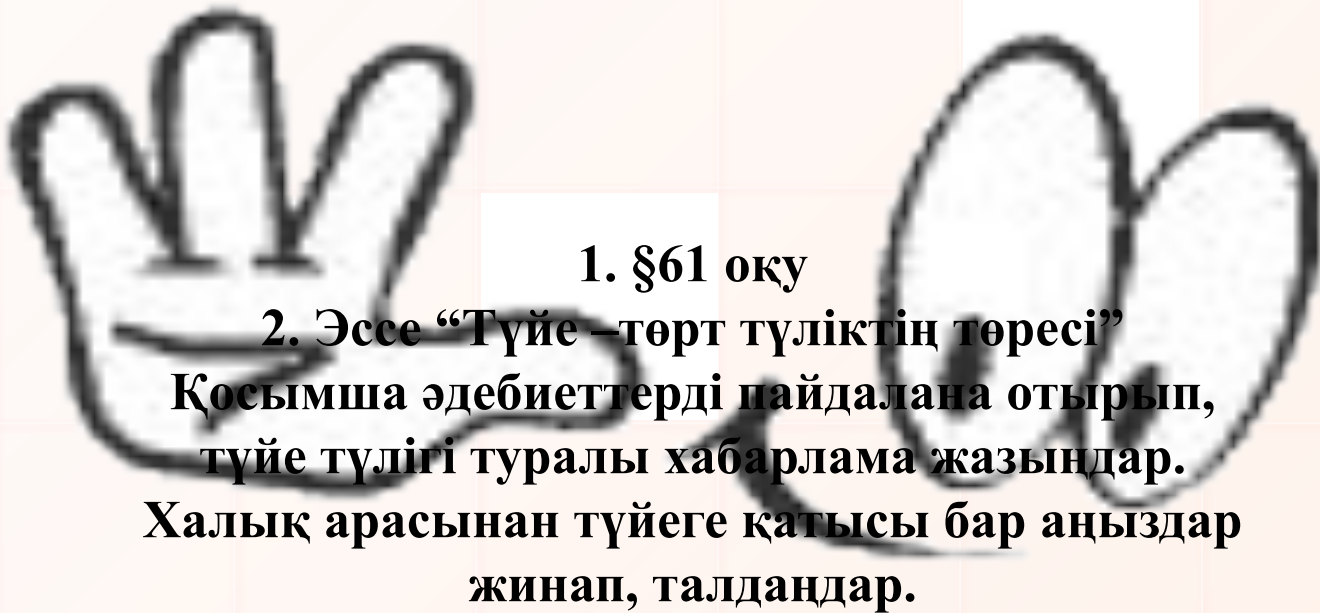 1. §61 оқу
2. Эссе “Түйе –төрт түліктің төресі”
Қосымша әдебиеттерді пайдалана отырып,
түйе түлігі туралы хабарлама жазыңдар.
Халық арасынан түйеге қатысы бар аңыздар
жинап, талдаңдар.